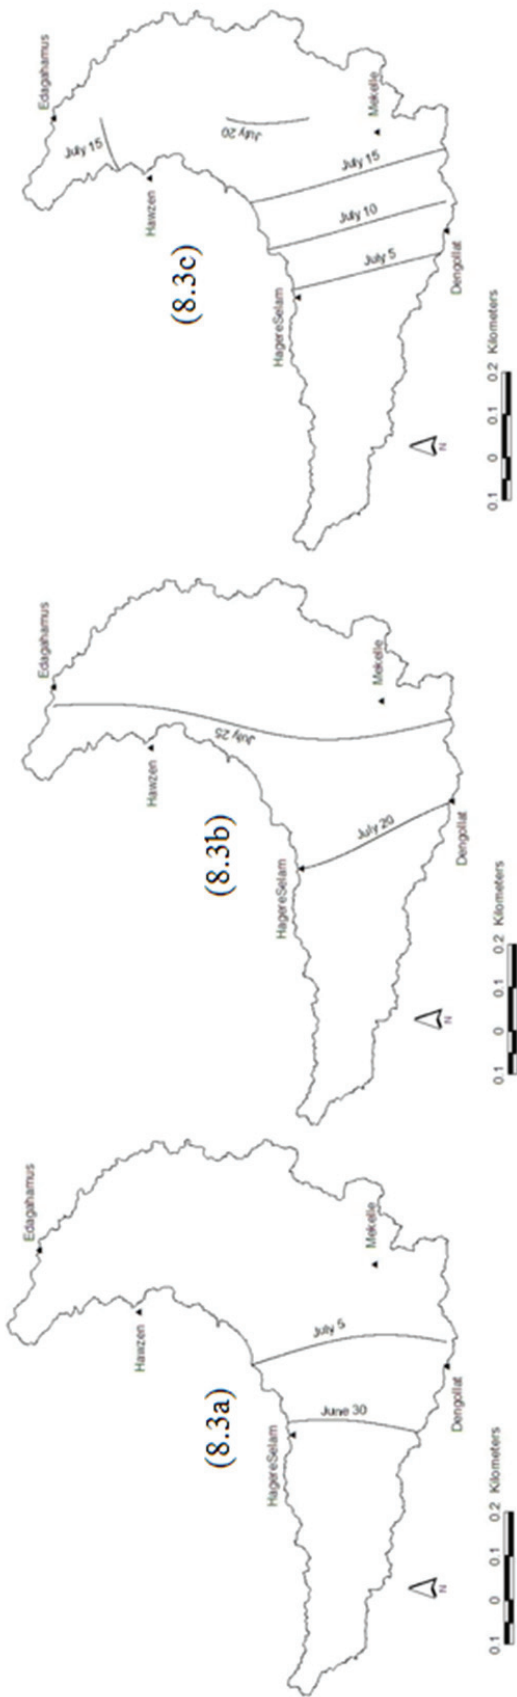 (8.3a)
Edagahamus
Hawzen
HagereSelam
June 30
July 5
Mekelle
Dengollat
N
0.1 0 0.1 0.2 Kilometers
(8.3b)
Edagahamus
Hawzen
July 25
HagereSelam
July 20
Mekelle
Dengollat
N
0.1 0 0.1 0.2 Kilometers
(8.3c)
Edagahamus
July 15
Hawzen
July 20
HagereSelam
July 5
July 10
July 15
Mekelle
Dengollat
N
0.1 0 0.1 0.2 Kilometers